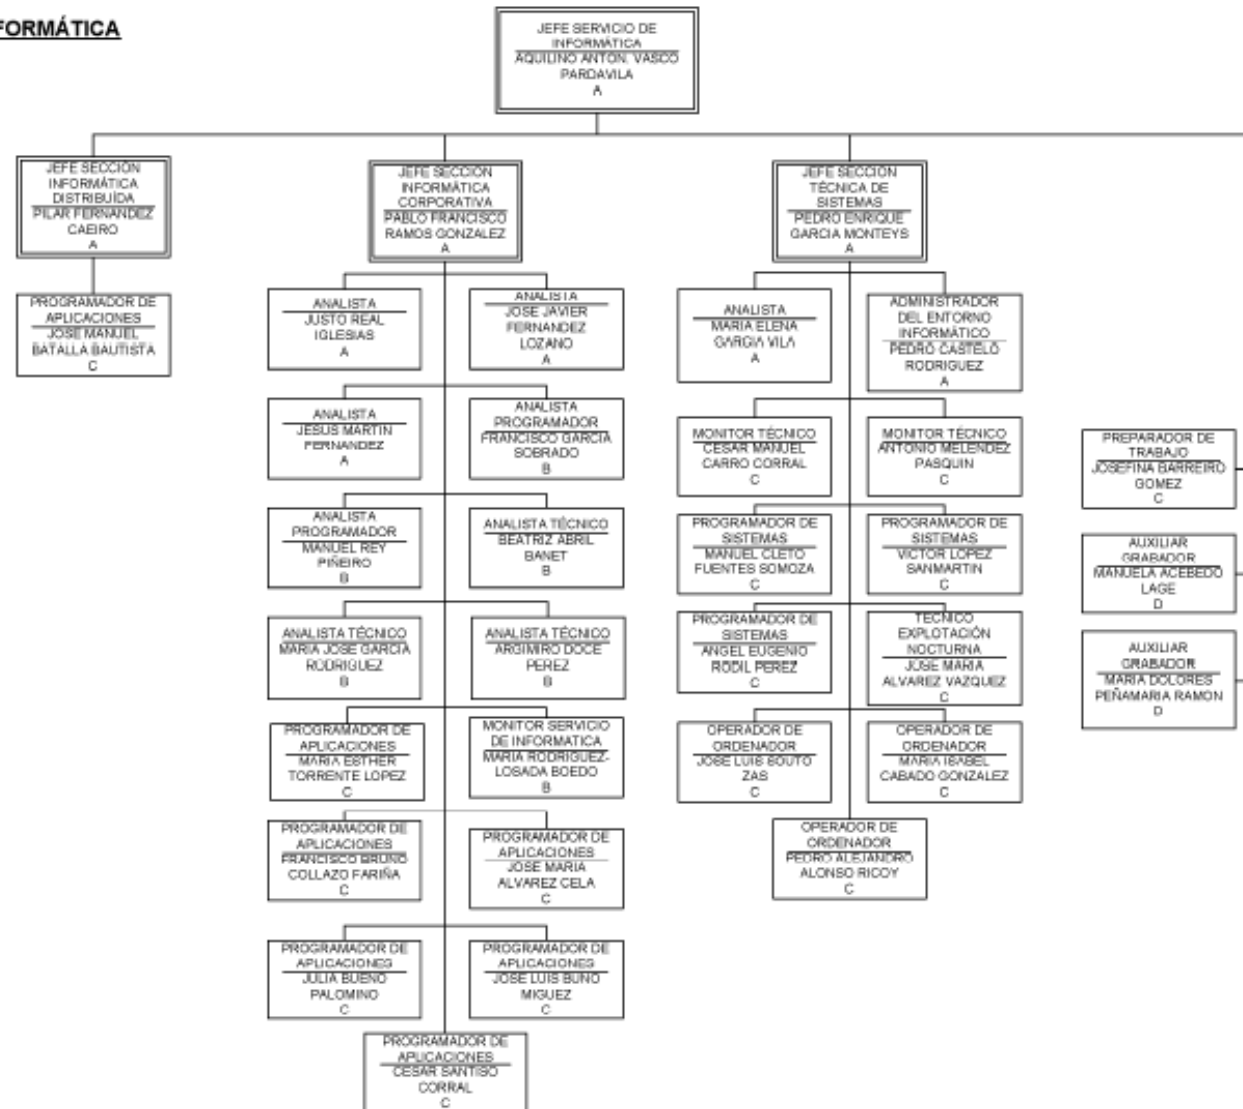 FORMÁTICA
JEFE SERVICIO DE
INFORMÁTICA
AQUILINO ANTON. VASCO
PARDAVILA
A
JEFE SECCIÓN
INFORMÁTICA
DISTRIBUÍDA
PILAR FERNANDEZ
CAEIRO
A
PROGRAMADOR DE
APLICACIONES
JOSE MANUEL
BATALLA BAUTISTA
C
JEFE SECCIÓN
INFORMÁTICA
CORPORATIVA
PABLO FRANCISCO
RAMOS GONZALEZ
A
ANALISTA
JUSTO REAL
IGLESIAS
A
ANALISTA
JOSE JAVIER
FERNANDEZ
LOZANO
A
ANALISTA
JESUS MARTIN
FERNANDEZ
A
ANALISTA
PROGRAMADOR
FRANCISCO GARCIA
SOBRADO
B
ANALISTA
PROGRAMADOR
MANUEL REY
PIÑEIRO
B
ANALISTA TÉCNICO
BEATRIZ ABRIL
BANET
B
ANALISTA TÉCNICO
MARIA JOSE GARCIA
RODRIGUEZ
B
ANALISTA TÉCNICO
ARGIMIRO DOCE
PEREZ
B
PROGRAMADOR DE
APLICACIONES
MARIA ESTHER
TORRENTE LOPEZ
C
MONITOR SERVICIO
DE INFORMATICA
MARIA RODRIGUEZ-
LOSADA BOEDO
B
PROGRAMADOR DE
APLICACIONES
FRANCISCO BRUNO
COLLAZO FARIÑA
C
PROGRAMADOR DE
APLICACIONES
JOSE MARIA
ALVAREZ CELA
C
PROGRAMADOR DE
APLICACIONES
JULIA BUENO
PALOMINO
C
PROGRAMADOR DE
APLICACIONES
JOSE LUIS BUÑO
MIGUEZ
C
PROGRAMADOR DE
APLICACIONES
CESAR SANTISO
CORRAL
C
JEFE SECCIÓN
TÉCNICA DE
SISTEMAS
PEDRO ENRIQUE
GARCIA MONTEYS
A
ANALISTA
MARIA ELENA
GARCIA VILA
A
ADMINISTRADOR
DEL ENTORNO
INFORMÁTICO
PEDRO CASTELO
RODRIGUEZ
A
MONITOR TÉCNICO
CESAR MANUEL
CARRO CORRAL
C
MONITOR TÉCNICO
ANTONIO MELENDEZ
PASQUIN
C
PROGRAMADOR DE
SISTEMAS
MANUEL CLETO
FUENTES SOMOZA
C
PROGRAMADOR DE
SISTEMAS
VICTOR LOPEZ
SANMARTIN
C
PROGRAMADOR DE
SISTEMAS
ANGEL EUGENIO
RODIL PEREZ
C
TECNICO
EXPLOTACIÓN
NOCTURNA
JOSE MARIA
ALVAREZ VAZQUEZ
C
OPERADOR DE
ORDENADOR
JOSE LUIS SOUTO
ZAS
C
OPERADOR DE
ORDENADOR
MARIA ISABEL
CABADO GONZALEZ
C
OPERADOR DE
ORDENADOR
PEDRO ALEJANDRO
ALONSO RICOY
C
PREPARADOR DE
TRABAJO
JOSEFINA BARREIRO
GOMEZ
C
AUXILIAR
GRABADOR
MANUELA ACEBEDO
LAGE
D
AUXILIAR
GRABADOR
MARIA DOLORES
PEÑAMARIA RAMON
D